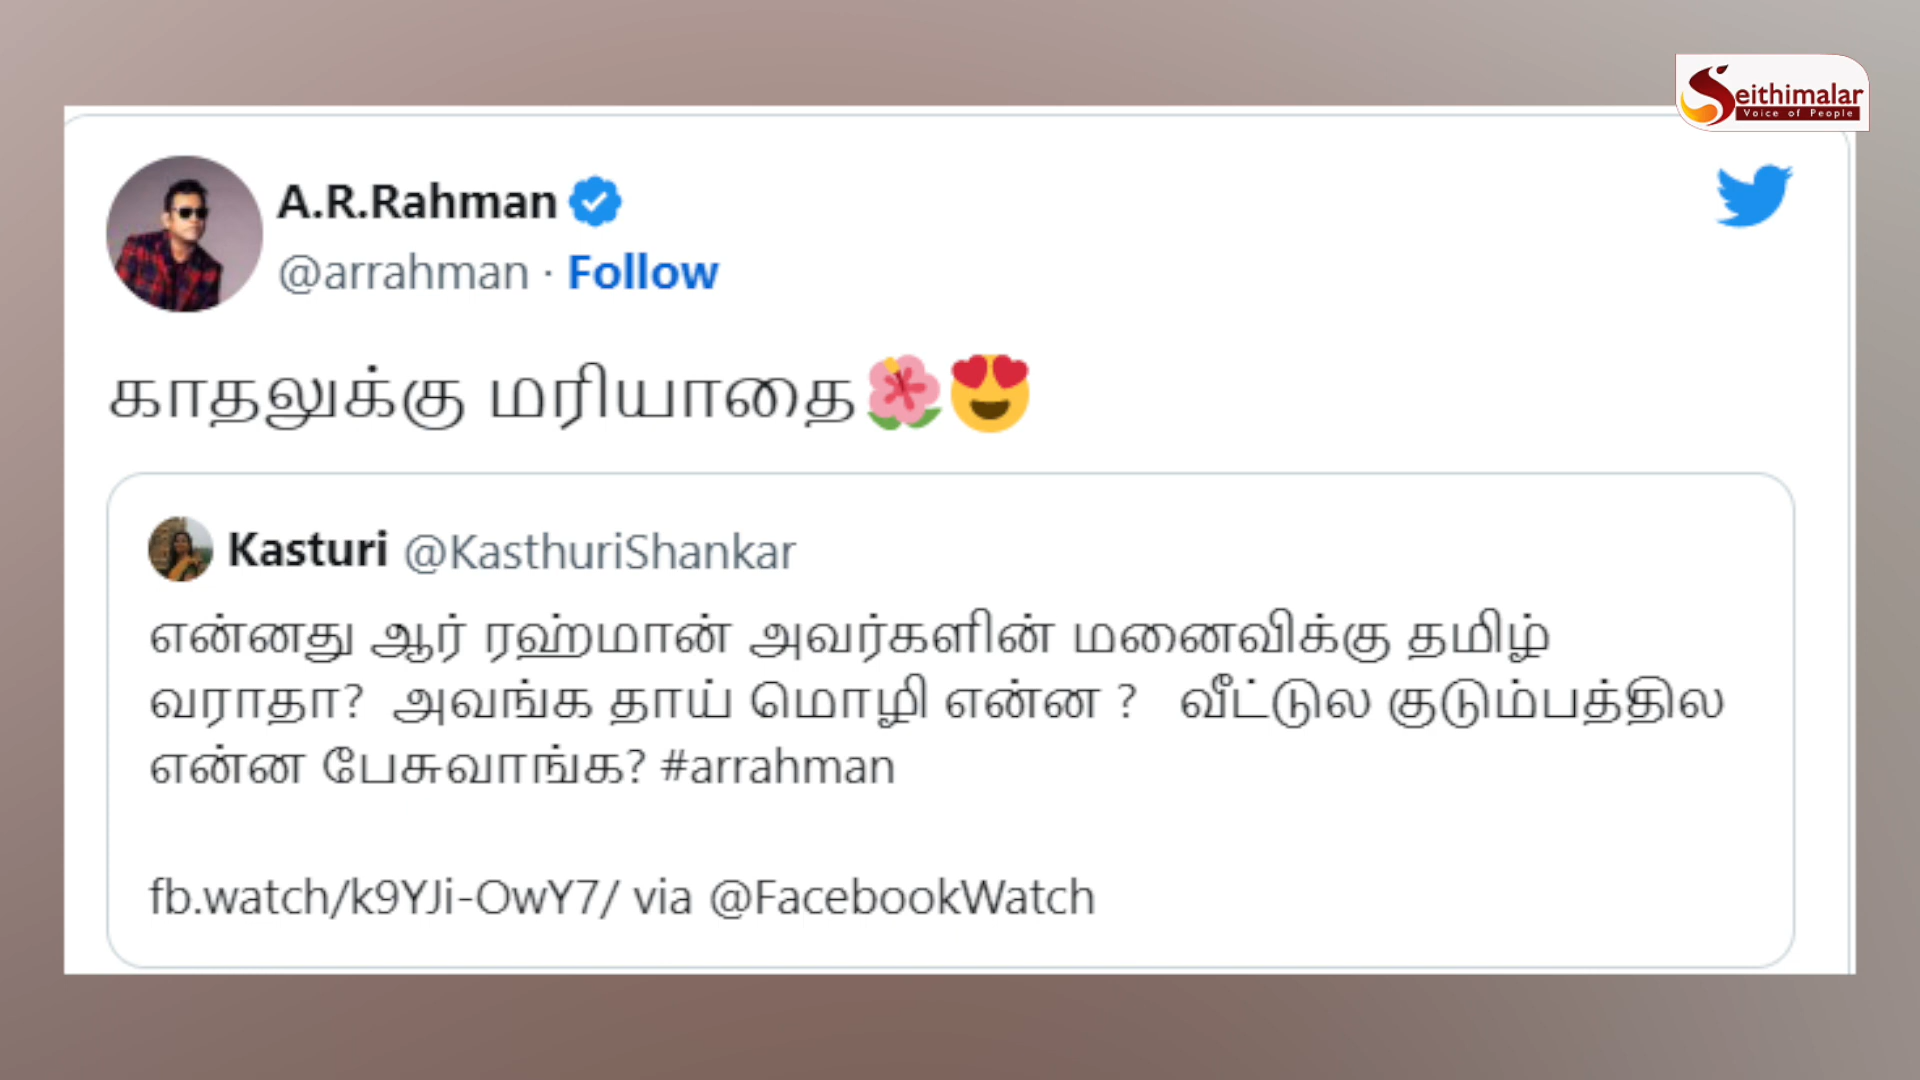 Seithimalar
Voice of People
A.R.Rahman
@arrahman · Follow
காதலுக்கு மரியாதை🌺😍
Kasturi @KasthuriShankar
என்னது ஆர் ரஹ்மான் அவர்களின் மனைவிக்கு தமிழ்
வராதா? அவங்க தாய் மொழி என்ன ? வீட்டுல குடும்பத்தில
என்ன பேசுவாங்க? #arrahman
fb.watch/k9YJi-OwY7/ via @FacebookWatch